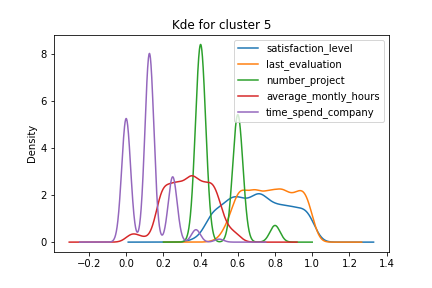 Kde for cluster 5
Density
8
6
4
2
0
satisfaction_level
last_evaluation
number_project
average_montly_hours
time_spend_company
−0.2 0.0 0.2 0.4 0.6 0.8 1.0 1.2 1.4